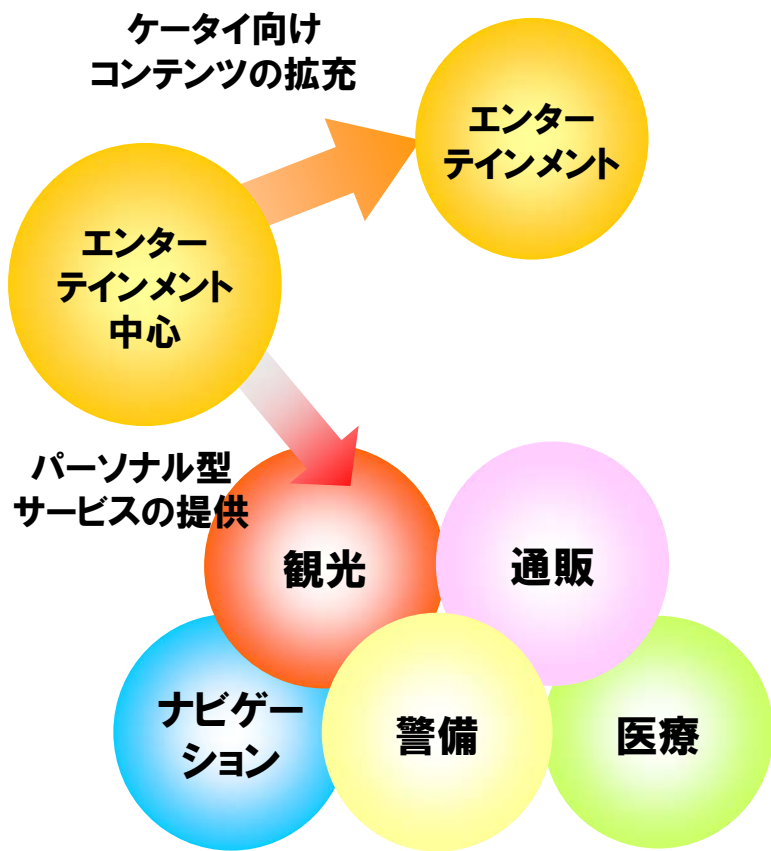 ケータイ向け
コンテンツの拡充
エンター
テインメント
エンター
テインメント
中心
パーソナル型
サービスの提供
観光
通販
ナビゲー
ション
警備
医療